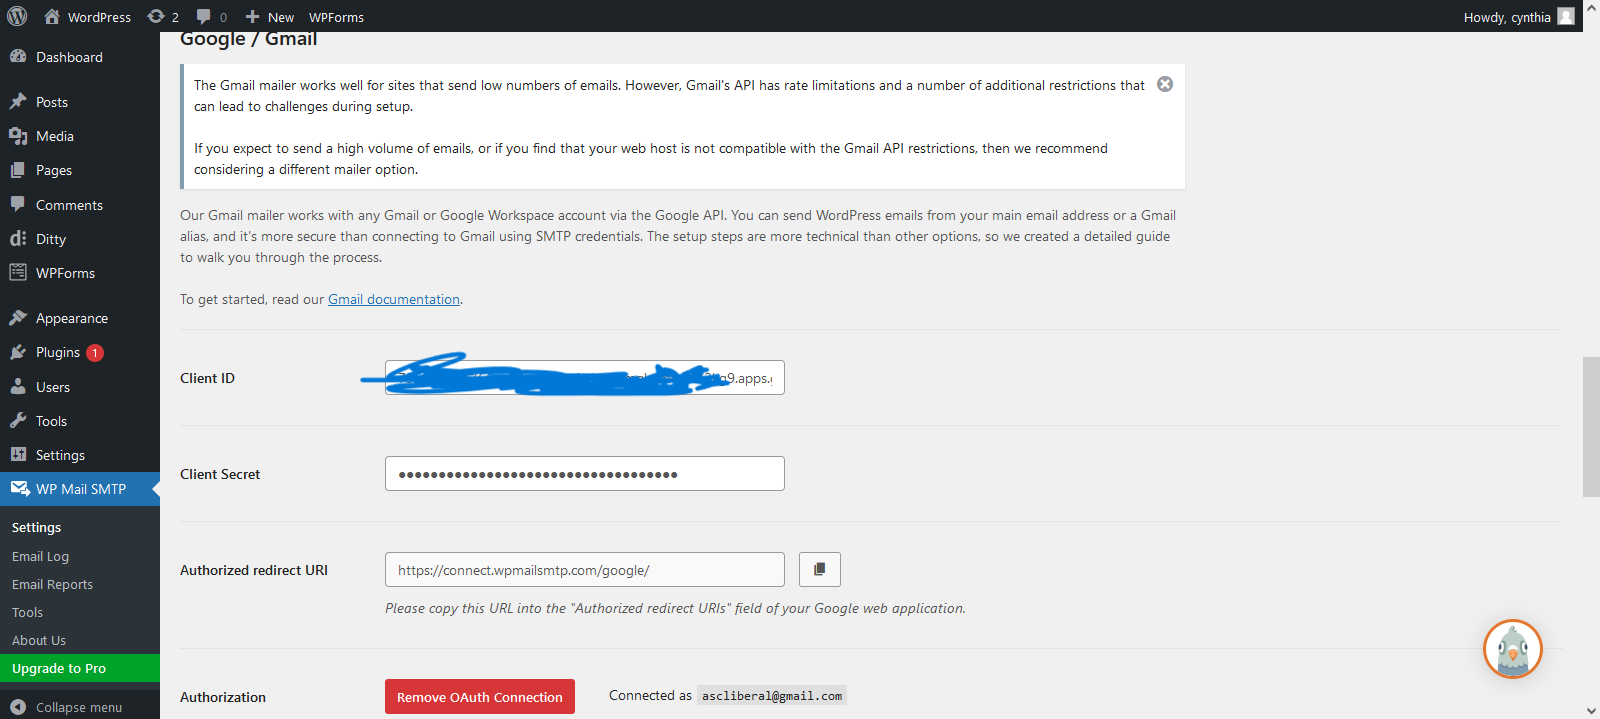 WordPress 2 0 New WPForms Howdy, cynthia
Dashboard
Posts
Media
Pages
Comments
Ditty
WPForms
Appearance
Plugins 1
Users
Tools
Settings
WP Mail SMTP
Settings
Email Log
Email Reports
Tools
About Us
Upgrade to Pro
Collapse menu
Google / Gmail
The Gmail mailer works well for sites that send low numbers of emails. However, Gmail's API has rate limitations and a number of additional restrictions that
can lead to challenges during setup.
If you expect to send a high volume of emails, or if you find that your web host is not compatible with the Gmail API restrictions, then we recommend
considering a different mailer option.
Our Gmail mailer works with any Gmail or Google Workspace account via the Google API. You can send WordPress emails from your main email address or a Gmail
alias, and it's more secure than connecting to Gmail using SMTP credentials. The setup steps are more technical than other options, so we created a detailed guide
to walk you through the process.
To get started, read our Gmail documentation.
Client ID
Client Secret
Authorized redirect URI https://connect.wpmailsmtp.com/google/
Please copy this URL into the "Authorized redirect URIs" field of your Google web application.
Authorization Remove OAuth Connection Connected as ascliberal@gmail.com